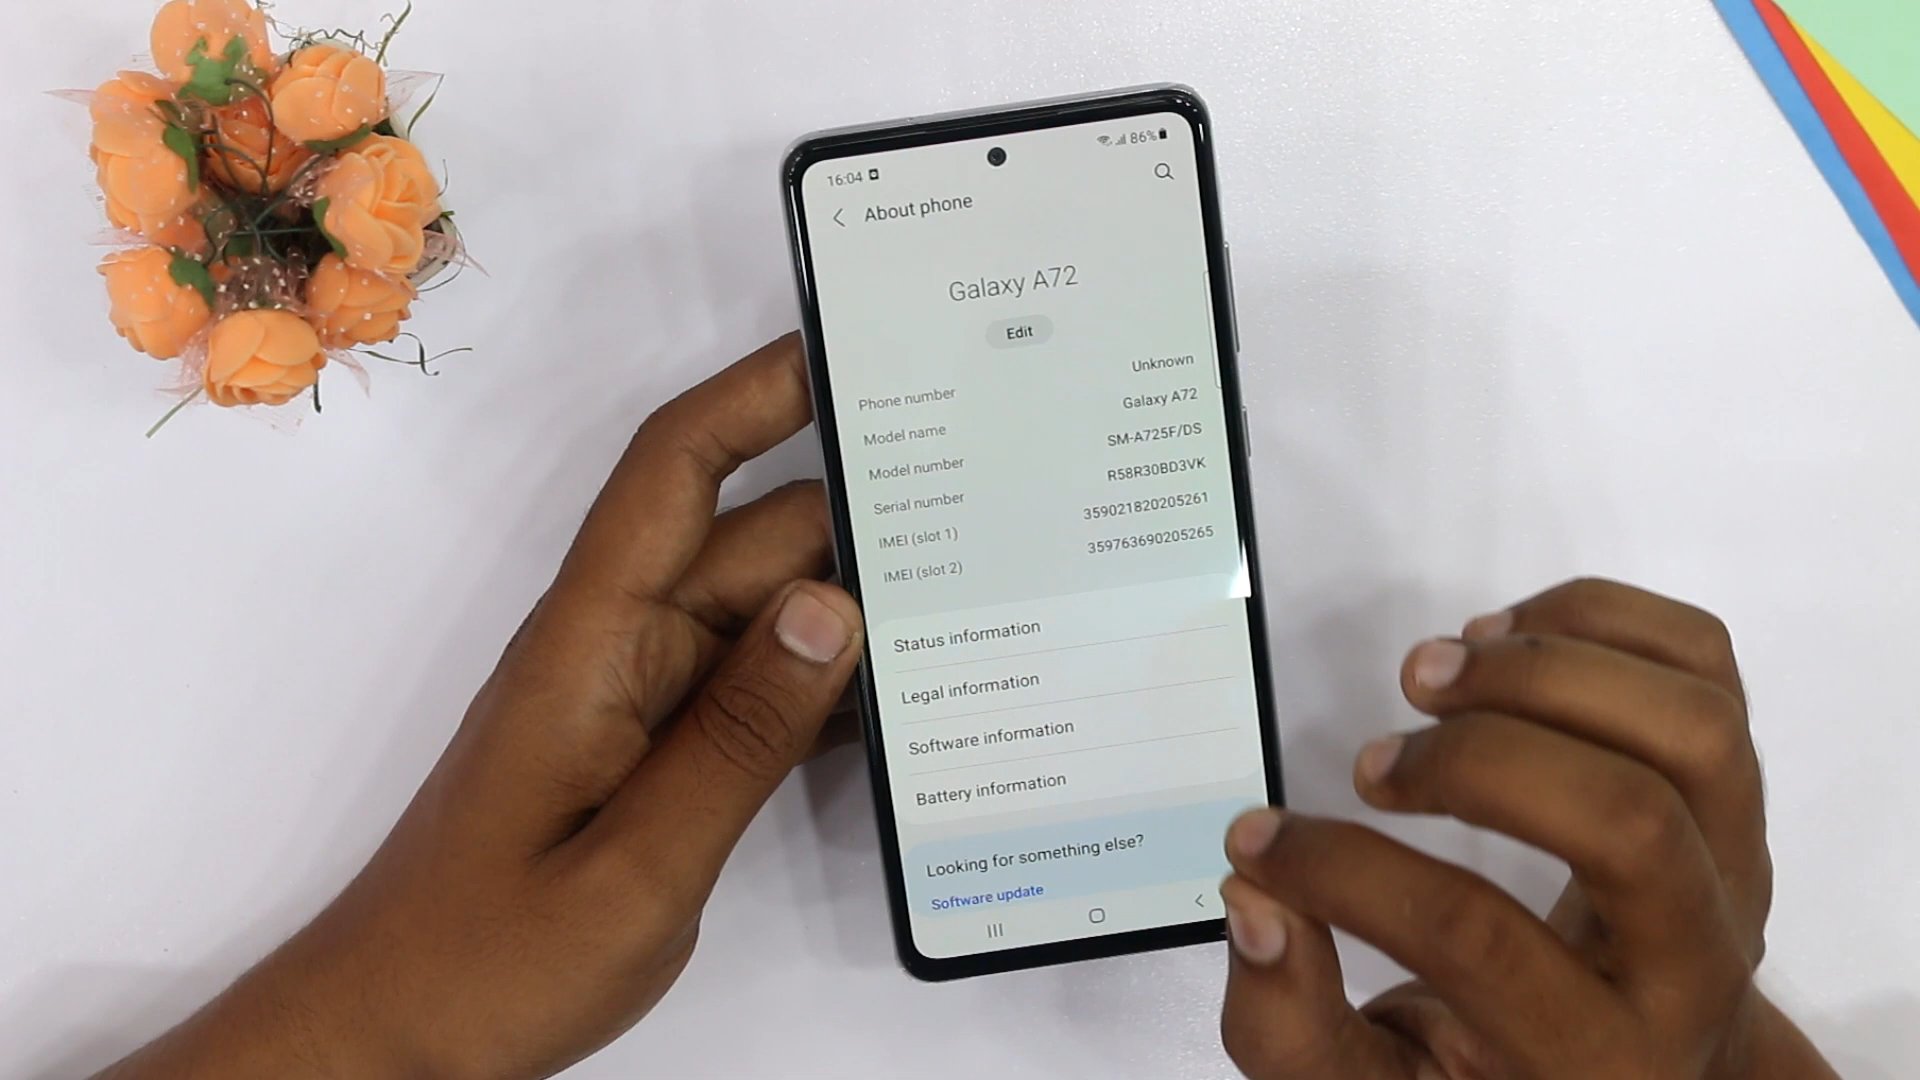 16:04 86%
About phone
Galaxy A72
Edit
Phone number Unknown
Model name Galaxy A72
Model number SM-A725F/DS
Serial number R58R30BD3VK
IMEI (slot 1) 359021820205261
IMEI (slot 2) 359763690205265
Status information
Legal information
Software information
Battery information
Looking for something else?
Software update